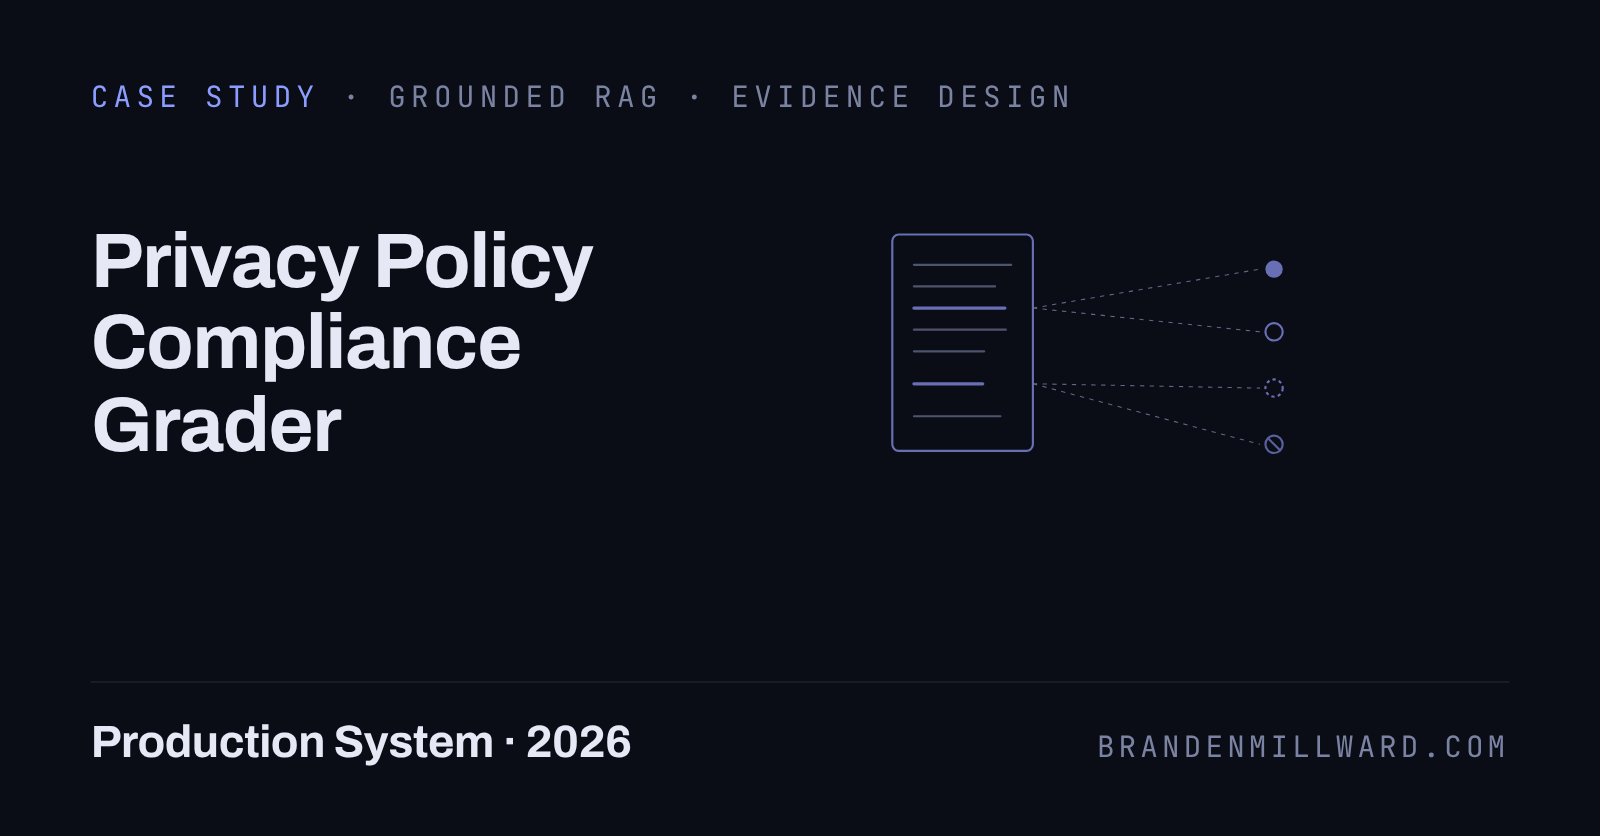 CASE STUDY · GROUNDED RAG · EVIDENCE DESIGN
Privacy Policy
Compliance
Grader
Production System · 2026
BRANDENMILLWARD.COM